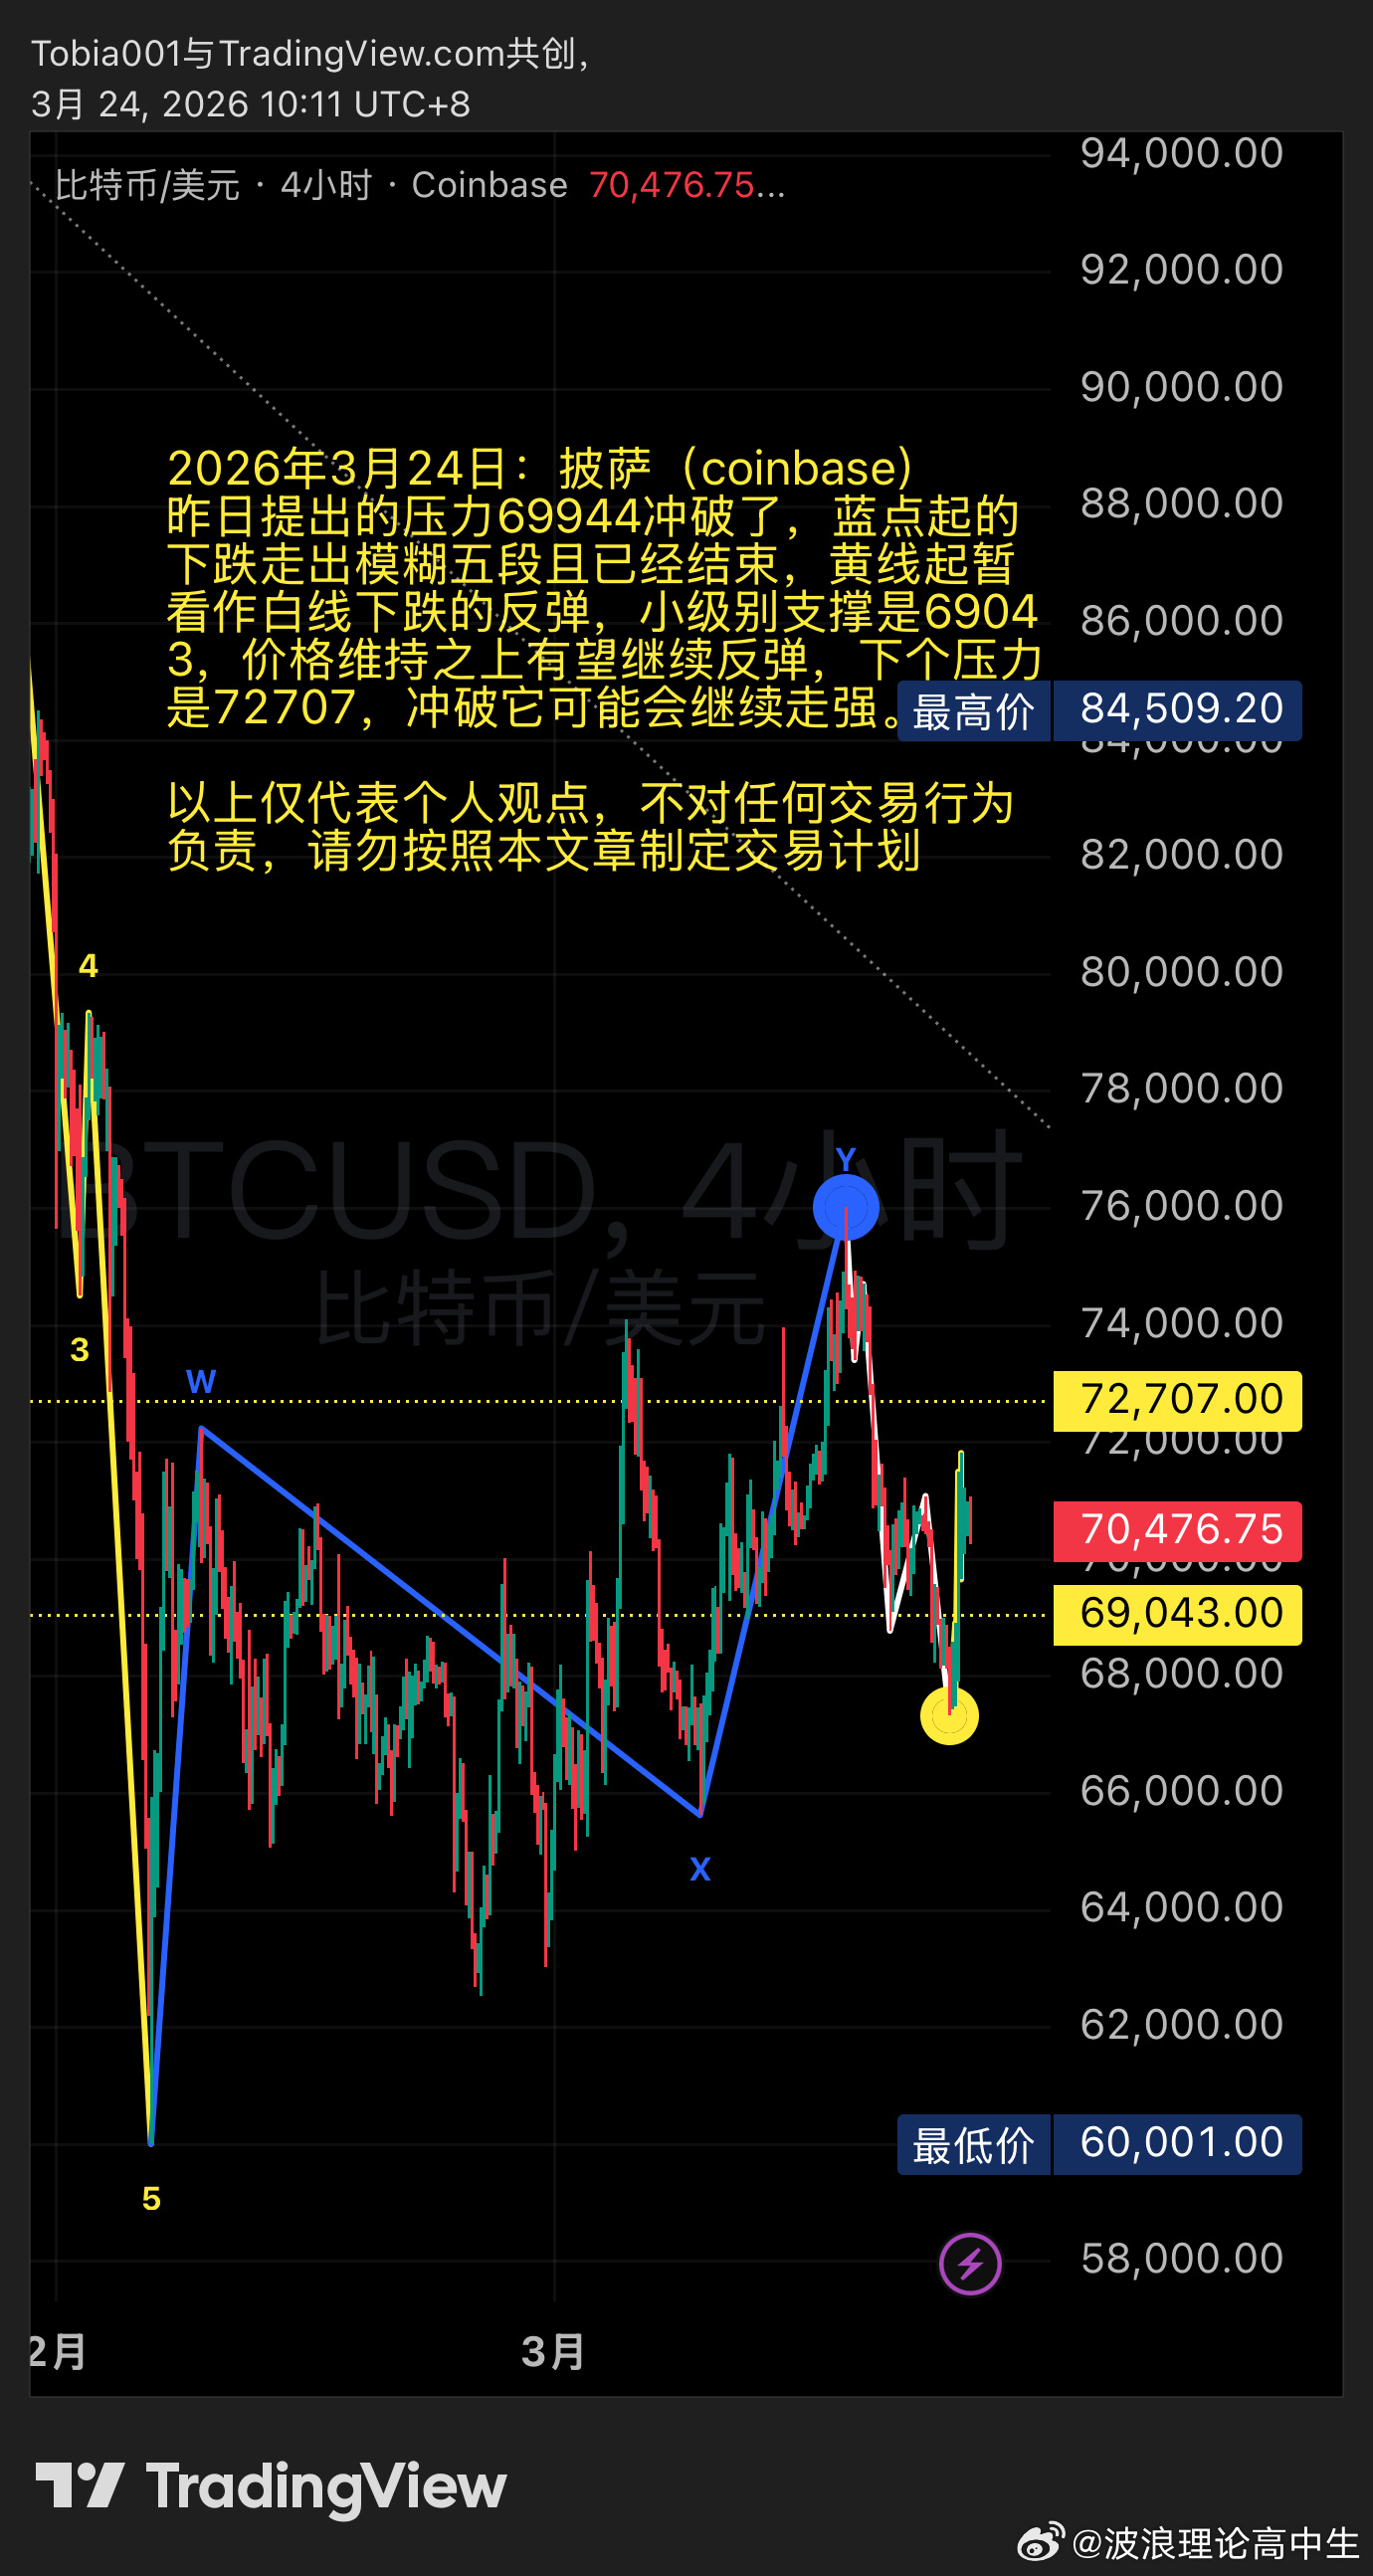 Tobia001与TradingView.com共创，
3月 24, 2026 10:11 UTC+8
94,000.00
比特币/美元 · 4小时 · Coinbase 70,476.75...
92,000.00
90,000.00
2026年3月24日：披萨（coinbase）
昨日提出的压力69944冲破了，蓝点起的
88,000.00
下跌走出模糊五段且已经结束，黄线起暂
看作白线下跌的反弹，小级别支撑是6904
86,000.00
3，价格维持之上有望继续反弹，下个压力
是72707，冲破它可能会继续走强。
最高价 84,509.20
84,000.00
以上仅代表个人观点，不对任何交易行为
负责，请勿按照本文章制定交易计划
82,000.00
4
80,000.00
78,000.00
BTCUSD, 4小时
Y
76,000.00
比特币/美元
74,000.00
3
W
72,707.00
72,000.00
70,476.75
70,000.00
69,043.00
68,000.00
66,000.00
X
64,000.00
62,000.00
最低价 60,001.00
5
58,000.00
2月 3月
TradingView
@波浪理论高中生